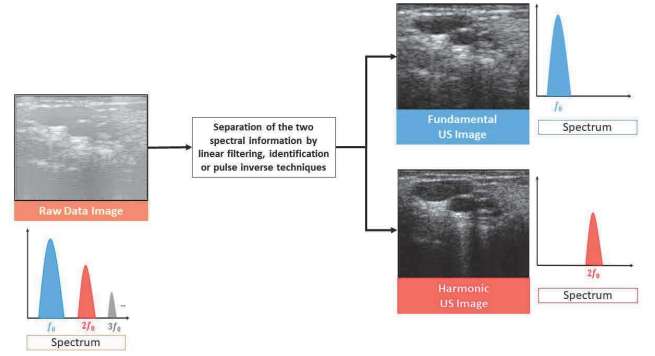 Raw Data Image
f₀
2f₀
3f₀
...
Spectrum
Separation of the two
spectral information by
linear filtering, identification
or pulse inverse techniques
Fundamental
US Image
f₀
Spectrum
Harmonic
US Image
2f₀
Spectrum